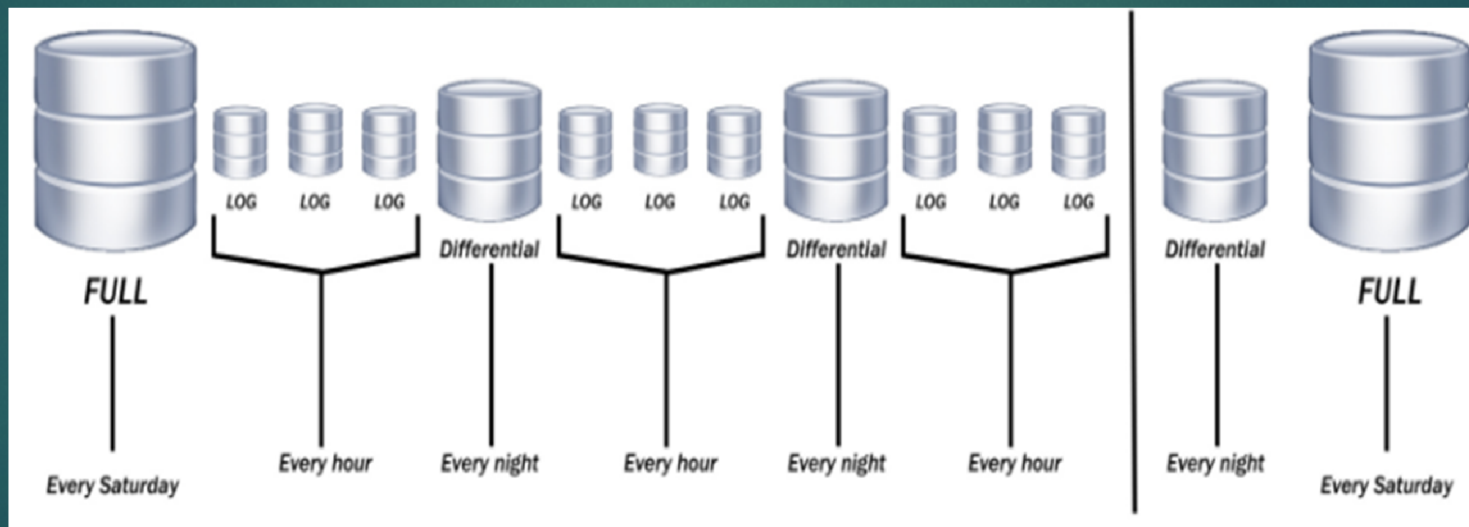 LOG LOG LOG LOG LOG LOG LOG LOG LOG
Differential Differential Differential
FULL FULL
Every hour Every night Every hour Every night Every hour Every night
Every Saturday Every Saturday